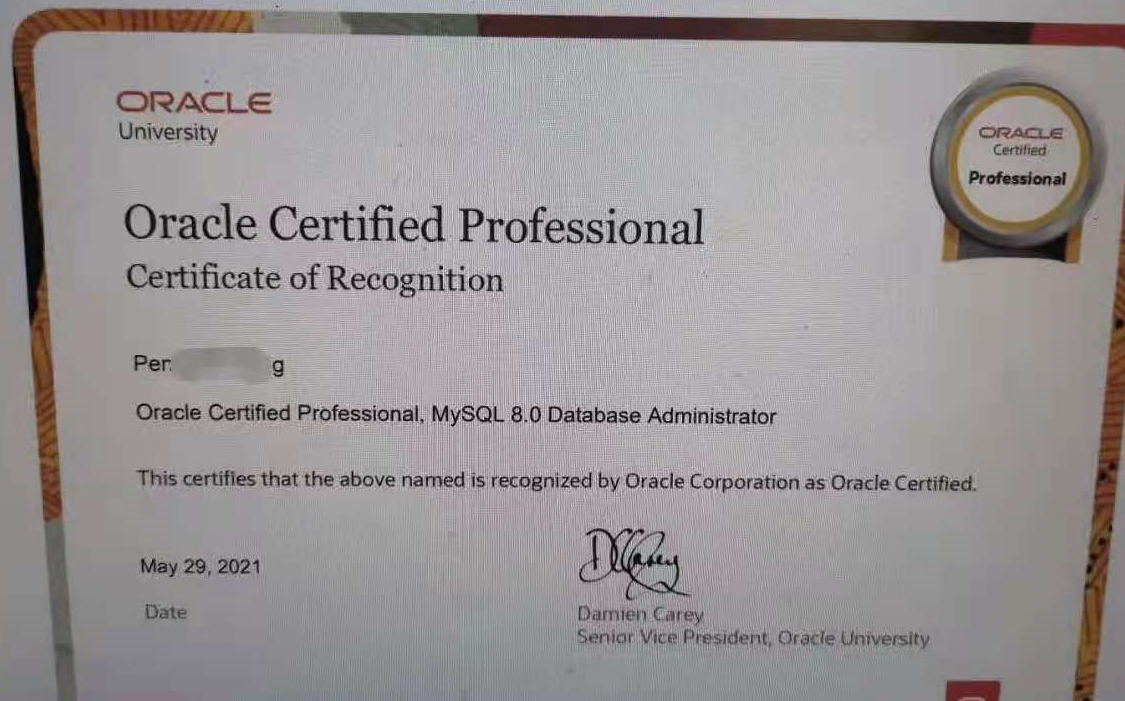 ORACLE
University
ORACLE
Certified
Professional
Oracle Certified Professional
Certificate of Recognition
Per g
Oracle Certified Professional, MySQL 8.0 Database Administrator
This certifies that the above named is recognized by Oracle Corporation as Oracle Certified.
May 29, 2021
Date
DCarey
Damien Carey
Senior Vice President, Oracle University